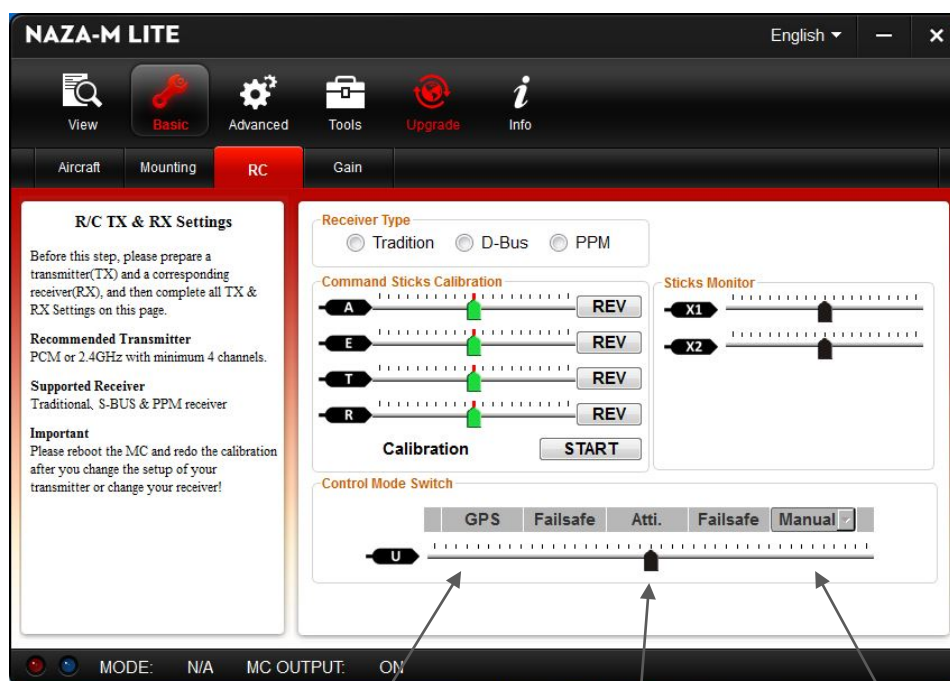 NAZA-M LITE
English
View
Basic
Advanced
Tools
Upgrade
Info
Aircraft
Mounting
RC
Gain
R/C TX & RX Settings
Before this step, please prepare a
transmitter(TX) and a corresponding
receiver(RX), and then complete all TX &
RX Settings on this page.
Recommended Transmitter
PCM or 2.4GHz with minimum 4 channels.
Supported Receiver
Traditional, S-BUS & PPM receiver
Important
Please reboot the MC and redo the calibration
after you change the setup of your
transmitter or change your receiver!
Receiver Type
Tradition D-Bus PPM
Command Sticks Calibration
A REV
E REV
T REV
R REV
Calibration START
Sticks Monitor
X1
X2
Control Mode Switch
GPS Failsafe Atti. Failsafe Manual
U
MODE: N/A MC OUTPUT: ON